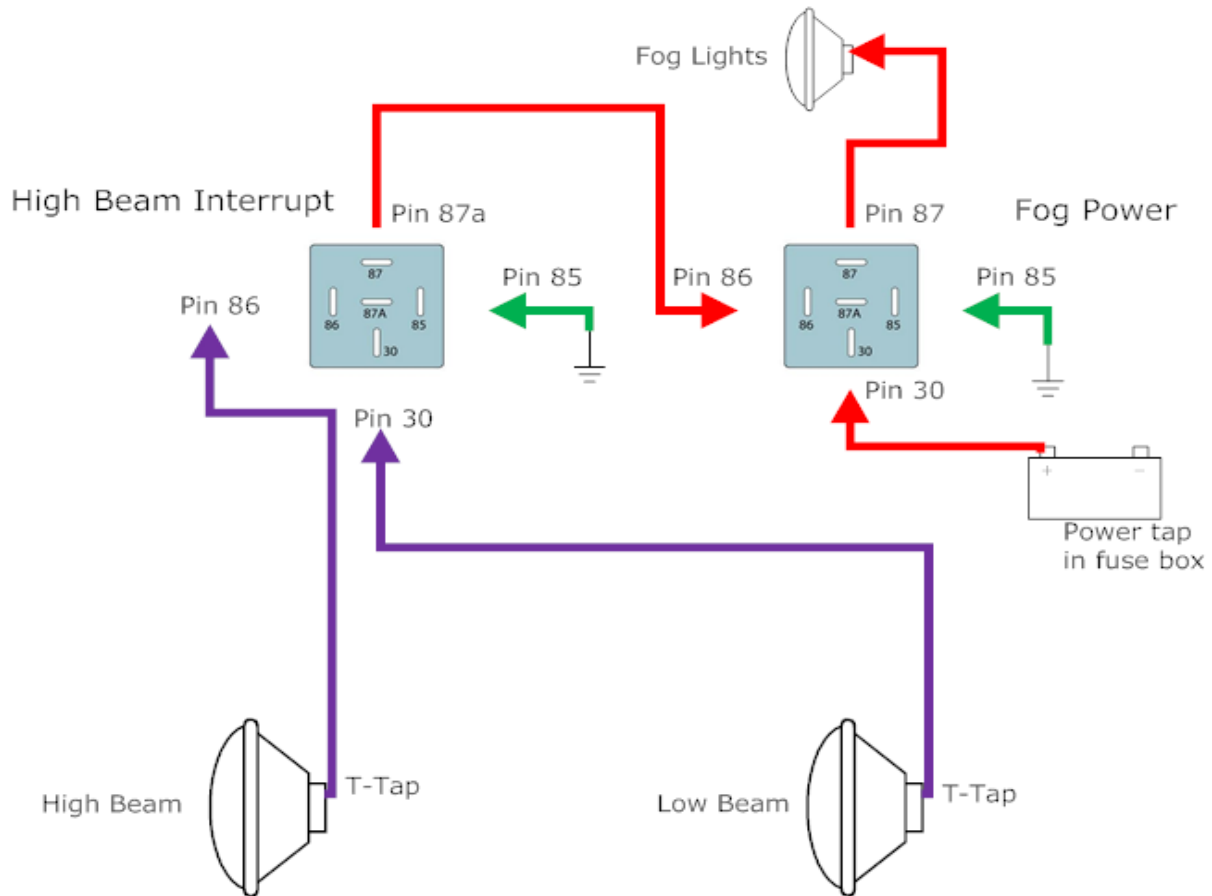 Fog Lights
High Beam Interrupt
Pin 87a
Pin 87
Fog Power
Pin 86
87
86
87A
85
30
Pin 85
Pin 86
87
86
87A
85
30
Pin 85
Pin 30
Pin 30
+
−
Power tap
in fuse box
High Beam
T-Tap
Low Beam
T-Tap